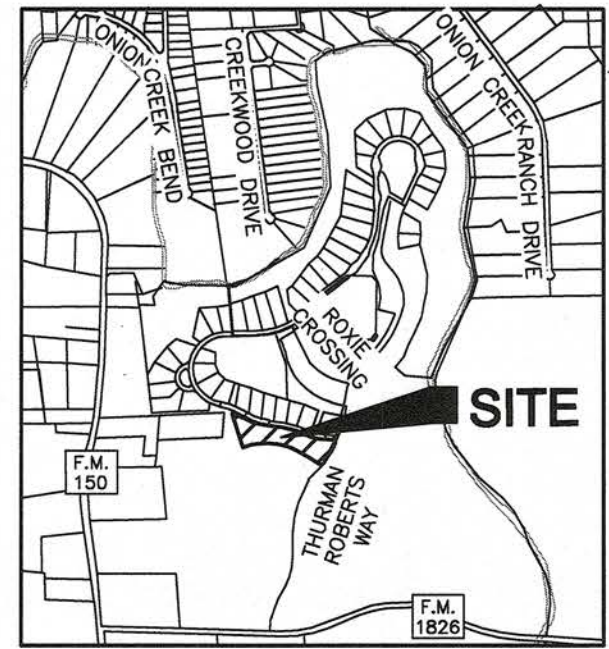 ONION CREEK BEND
CREEKWOOD DRIVE
ONION CREEK RANCH DRIVE
ROXIE
CROSSING
SITE
F.M.
150
THURMAN
ROBERTS
WAY
F.M.
1826